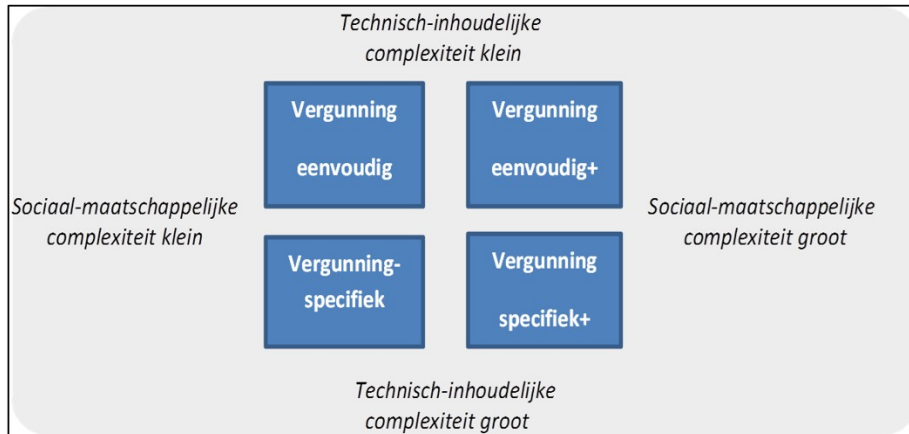 Technisch-inhoudelijke
complexiteit klein
Vergunning
eenvoudig
Vergunning
eenvoudig+
Sociaal-maatschappelijke
complexiteit klein
Sociaal-maatschappelijke
complexiteit groot
Vergunning-
specifiek
Vergunning
specifiek+
Technisch-inhoudelijke
complexiteit groot